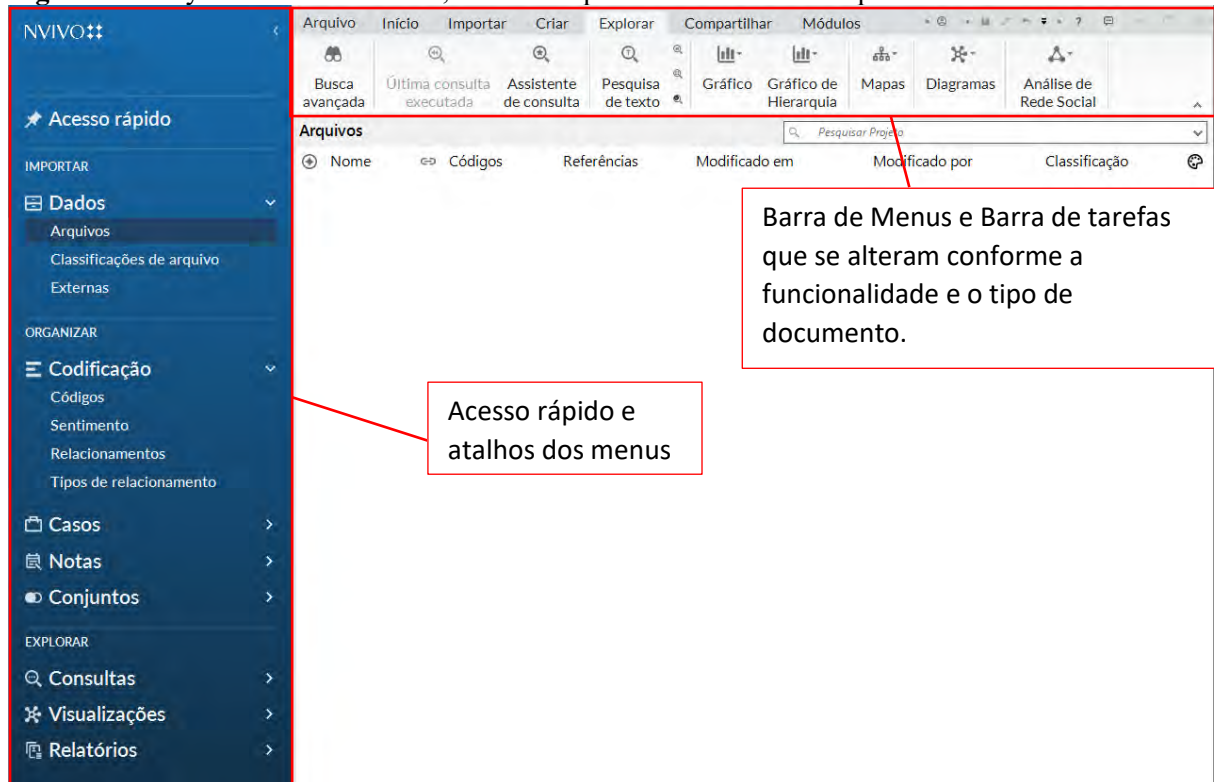 NVIVO
Arquivo Início Importar Criar Explorar Compartilhar Módulos
Busca avançada
Última consulta executada
Assistente de consulta
Pesquisa de texto
Gráfico
Gráfico de Hierarquia
Mapas
Diagramas
Análise de Rede Social
Acesso rápido
IMPORTAR
Dados
Arquivos
Classificações de arquivo
Externas
ORGANIZAR
Codificação
Códigos
Sentimento
Relacionamentos
Tipos de relacionamento
Casos
Notas
Conjuntos
EXPLORAR
Consultas
Visualizações
Relatórios
Arquivos
Pesquisar Projeto
Nome Códigos Referências Modificado em Modificado por Classificação
Barra de Menus e Barra de tarefas
que se alteram conforme a
funcionalidade e o tipo de
documento.
Acesso rápido e
atalhos dos menus